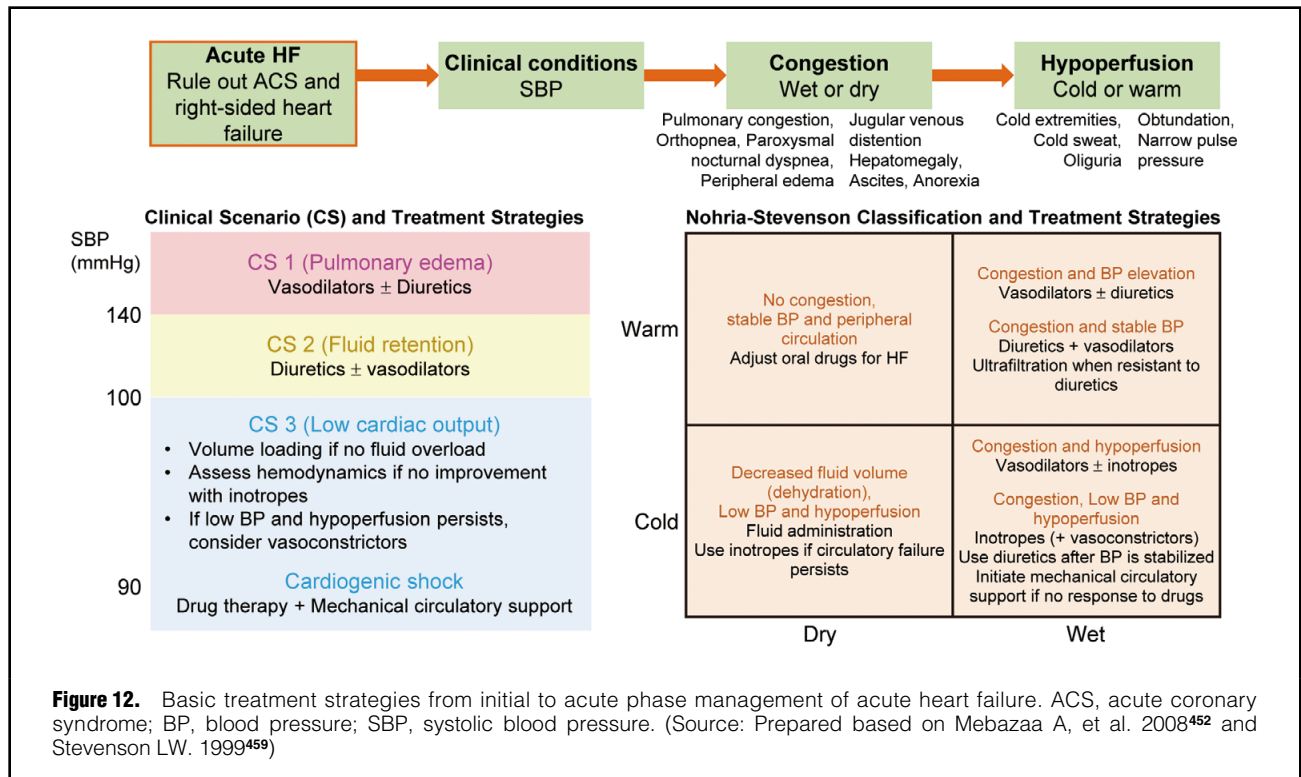 Acute HF
Rule out ACS and
right-sided heart
failure
Clinical conditions
SBP
Congestion
Wet or dry
Hypoperfusion
Cold or warm
Pulmonary congestion,
Orthopnea, Paroxysmal
nocturnal dyspnea,
Peripheral edema
Jugular venous
distention
Hepatomegaly,
Ascites, Anorexia
Cold extremities,
Cold sweat,
Oliguria
Obtundation,
Narrow pulse
pressure
Clinical Scenario (CS) and Treatment Strategies
SBP
(mmHg)
CS 1 (Pulmonary edema)
Vasodilators ± Diuretics
140
CS 2 (Fluid retention)
Diuretics ± vasodilators
100
CS 3 (Low cardiac output)
• Volume loading if no fluid overload
• Assess hemodynamics if no improvement
with inotropes
• If low BP and hypoperfusion persists,
consider vasoconstrictors
90
Cardiogenic shock
Drug therapy + Mechanical circulatory support
Nohria-Stevenson Classification and Treatment Strategies
Warm
No congestion,
stable BP and peripheral
circulation
Adjust oral drugs for HF
Congestion and BP elevation
Vasodilators ± diuretics
Congestion and stable BP
Diuretics + vasodilators
Ultrafiltration when resistant to
diuretics
Cold
Decreased fluid volume
(dehydration),
Low BP and hypoperfusion
Fluid administration
Use inotropes if circulatory failure
persists
Congestion and hypoperfusion
Vasodilators ± inotropes
Congestion, Low BP and
hypoperfusion
Inotropes (+ vasoconstrictors)
Use diuretics after BP is stabilized
Initiate mechanical circulatory
support if no response to drugs
Dry
Wet
Figure 12. Basic treatment strategies from initial to acute phase management of acute heart failure. ACS, acute coronary
syndrome; BP, blood pressure; SBP, systolic blood pressure. (Source: Prepared based on Mebazaa A, et al. 2008452 and
Stevenson LW. 1999459)